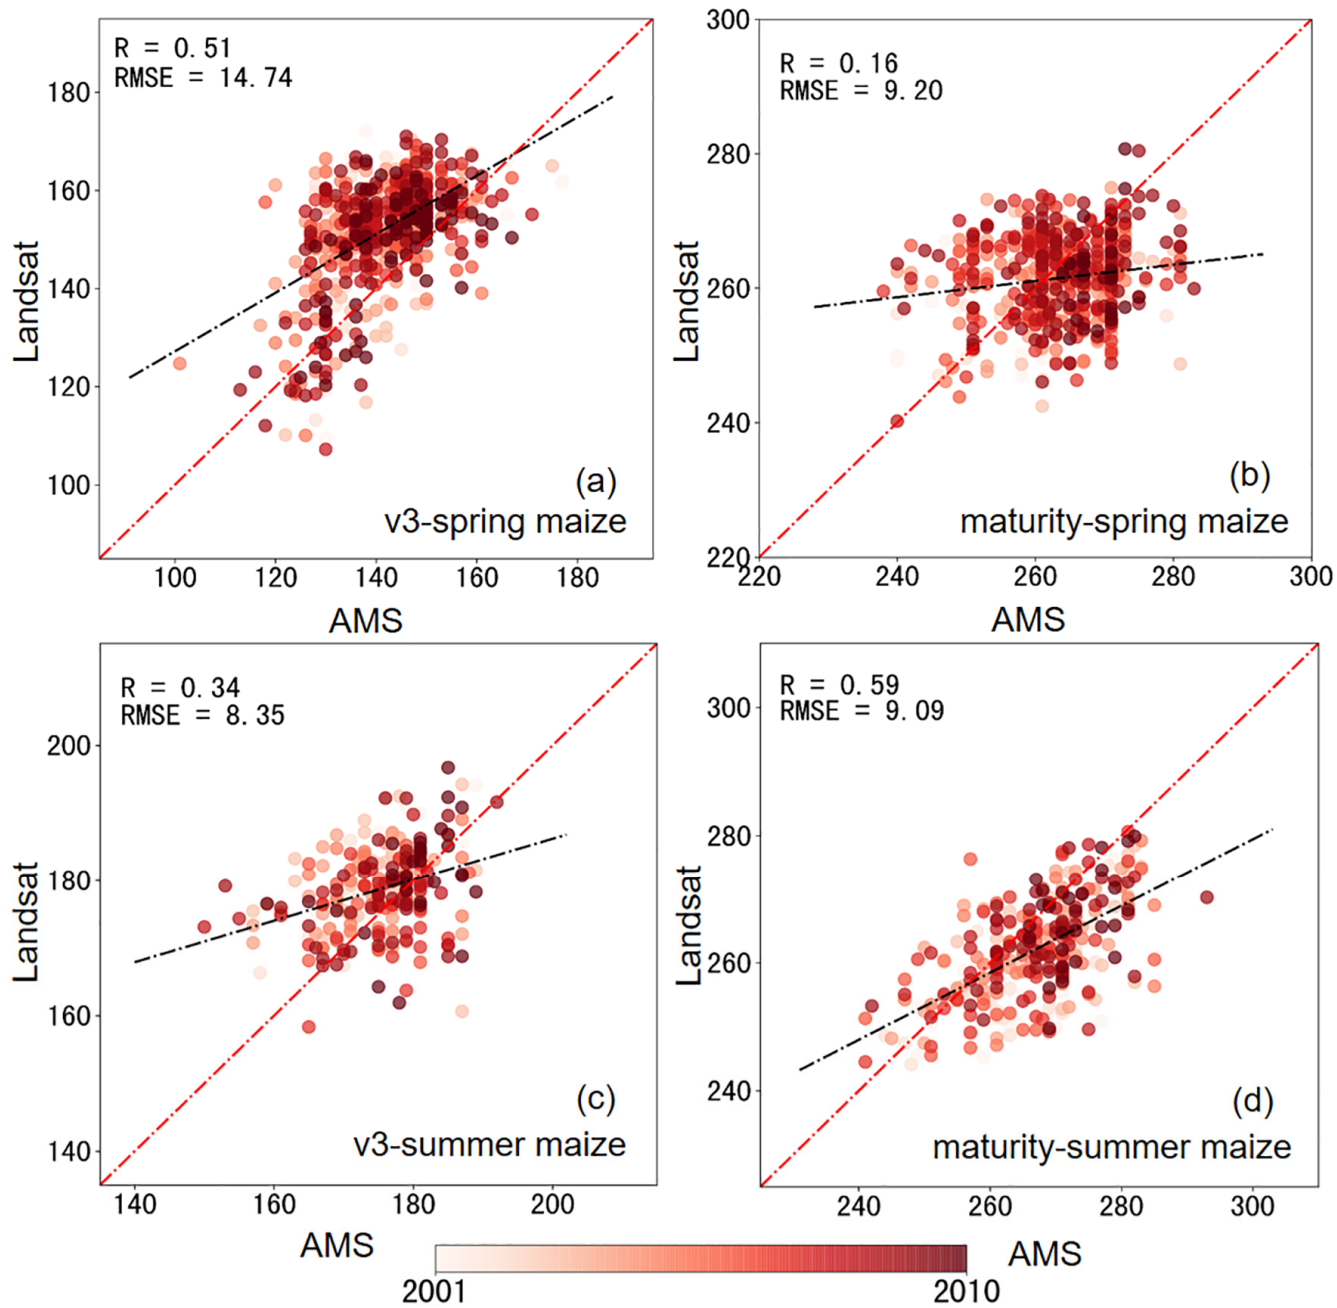 R = 0.51
RMSE = 14.74
180
160
140
120
100
Landsat
(a)
v3-spring maize
100 120 140 160 180
AMS
R = 0.16
RMSE = 9.20
300
280
260
240
220
Landsat
(b)
maturity-spring maize
220 240 260 280 300
AMS
R = 0.34
RMSE = 8.35
200
180
160
140
Landsat
(c)
v3-summer maize
140 160 180 200
AMS
R = 0.59
RMSE = 9.09
300
280
260
240
Landsat
(d)
maturity-summer maize
240 260 280 300
AMS
2001 2010